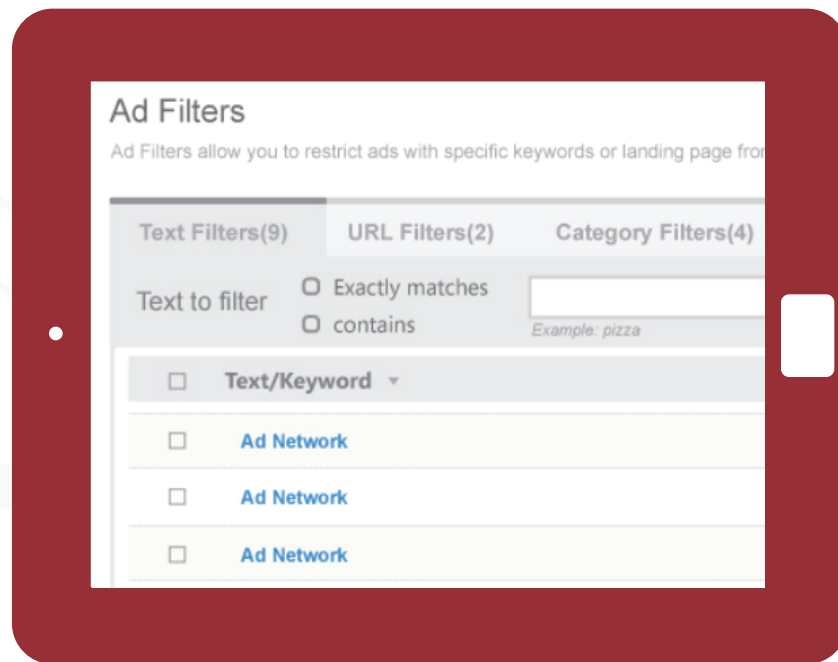 Ad Filters
Ad Filters allow you to restrict ads with specific keywords or landing page
Text Filters(9) URL Filters(2) Category Filters(4)
Text to filter
Exactly matches
contains
Example: pizza
Text/Keyword
Ad Network
Ad Network
Ad Network